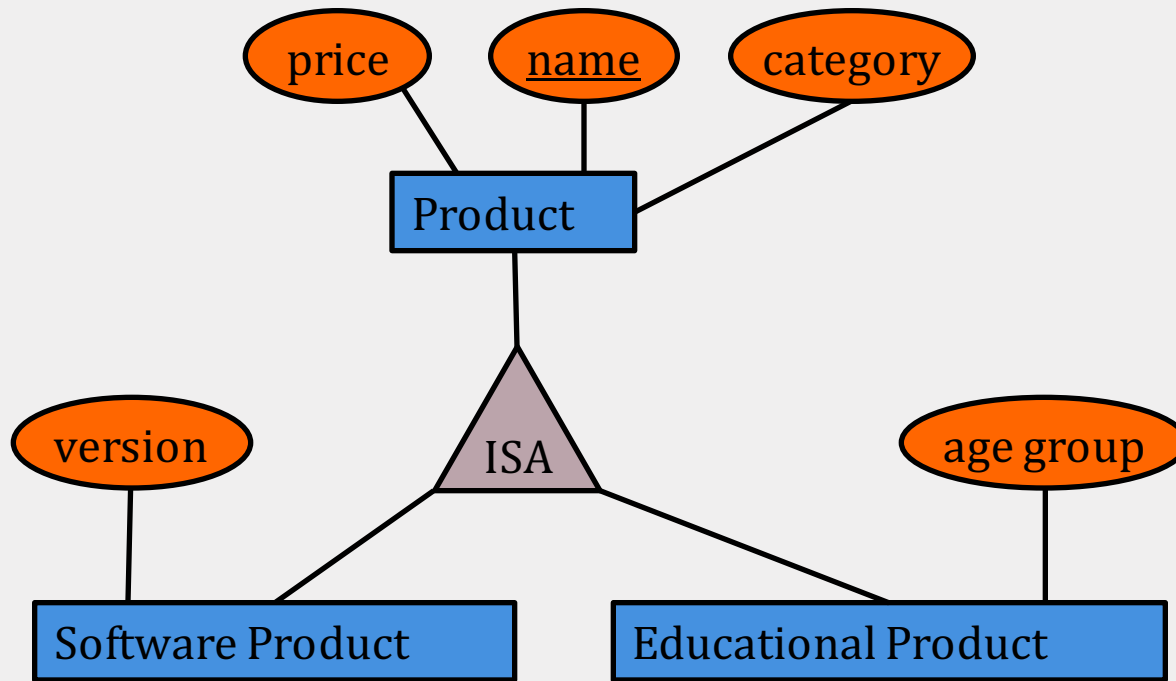 price
name
category
Product
ISA
version
age group
Software Product
Educational Product